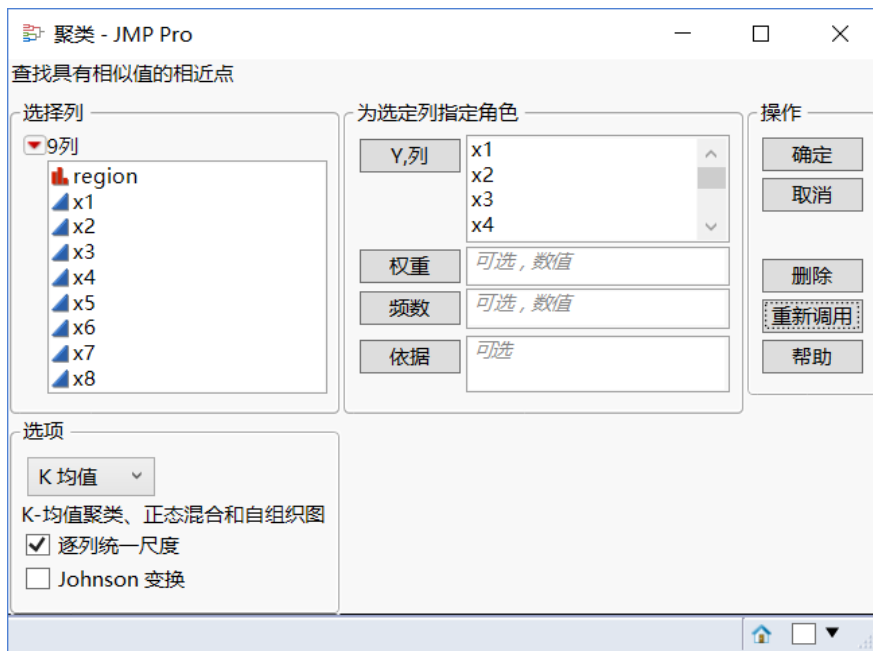 聚类 - JMP Pro
查找具有相似值的相近点
选择列
9列
region
x1
x2
x3
x4
x5
x6
x7
x8
为选定列指定角色
Y,列
x1
x2
x3
x4
权重
可选，数值
频数
可选，数值
依据
可选
操作
确定
取消
删除
重新调用
帮助
选项
K 均值
K-均值聚类、正态混合和自组织图
逐列统一尺度
Johnson 变换